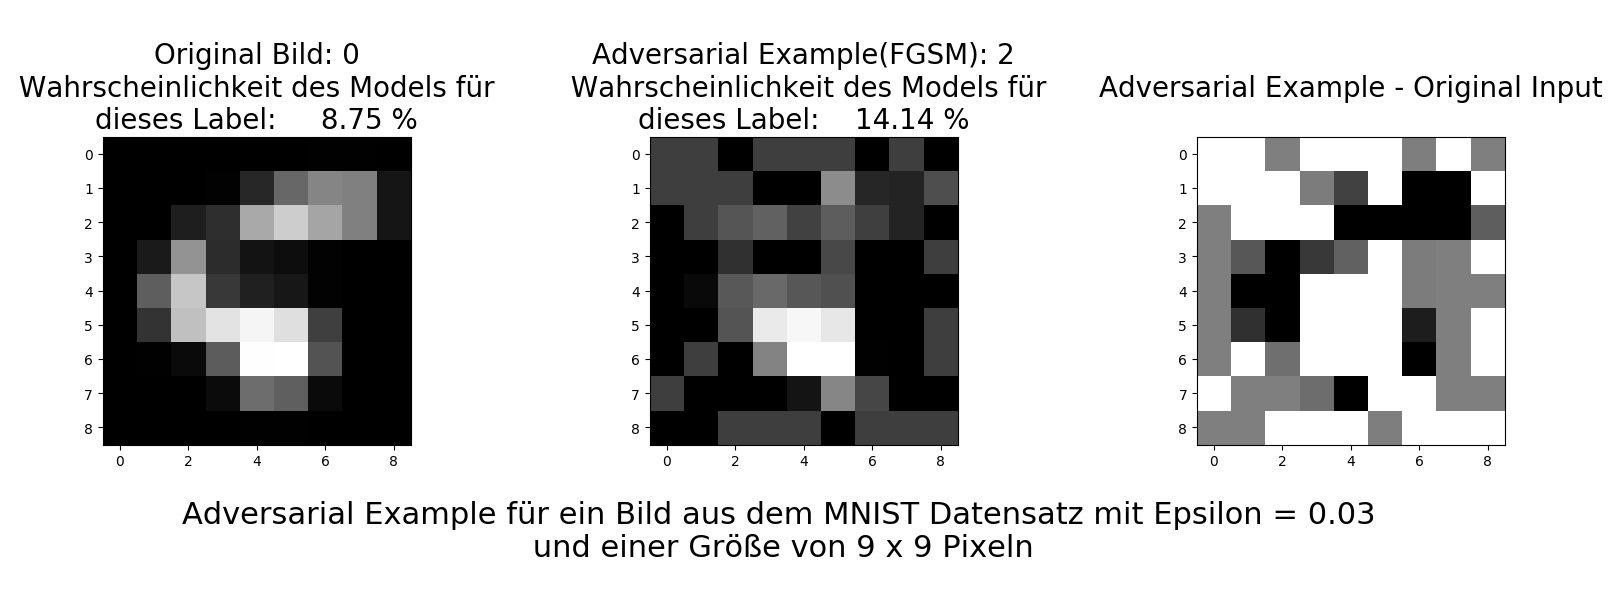 Original Bild: 0
Wahrscheinlichkeit des Models für
dieses Label: 8.75 %
0
1
2
3
4
5
6
7
8
0 2 4 6 8
Adversarial Example(FGSM): 2
Wahrscheinlichkeit des Models für
dieses Label: 14.14 %
0
1
2
3
4
5
6
7
8
0 2 4 6 8
Adversarial Example - Original Input
0
1
2
3
4
5
6
7
8
0 2 4 6 8
Adversarial Example für ein Bild aus dem MNIST Datensatz mit Epsilon = 0.03
und einer Größe von 9 x 9 Pixeln